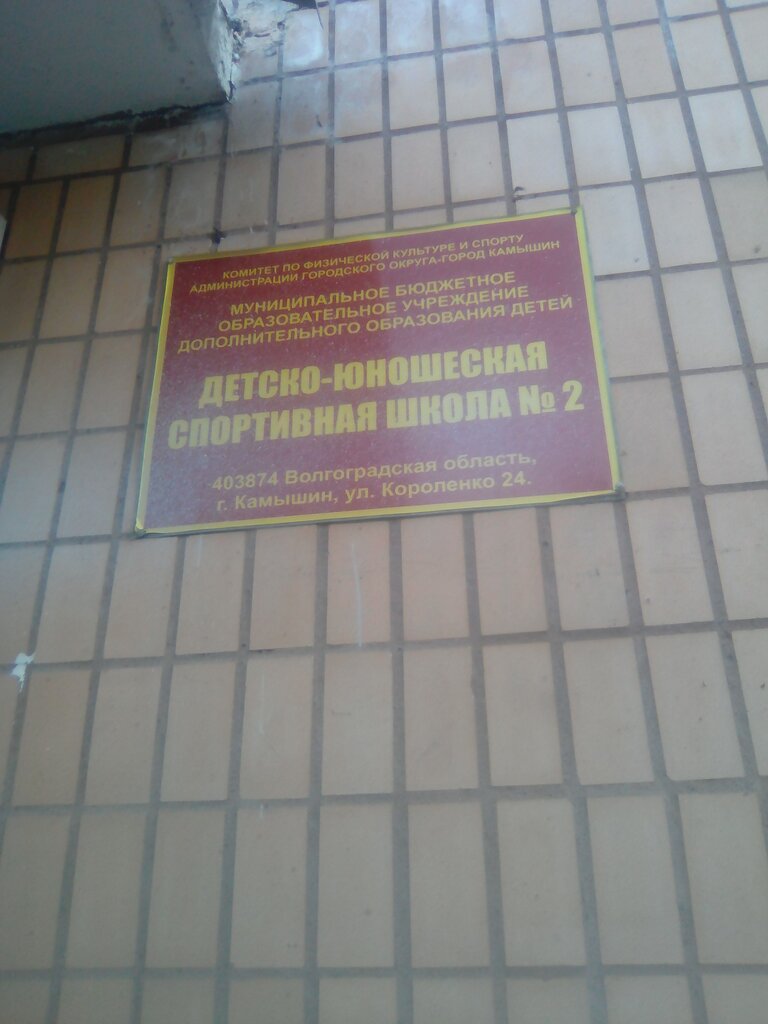 КОМИТЕТ ПО ФИЗИЧЕСКОЙ КУЛЬТУРЕ И СПОРТУ
АДМИНИСТРАЦИИ ГОРОДСКОГО ОКРУГА-ГОРОД КАМЫШИН
МУНИЦИПАЛЬНОЕ БЮДЖЕТНОЕ
ОБРАЗОВАТЕЛЬНОЕ УЧРЕЖДЕНИЕ
ДОПОЛНИТЕЛЬНОГО ОБРАЗОВАНИЯ ДЕТЕЙ
ДЕТСКО-ЮНОШЕСКАЯ
СПОРТИВНАЯ ШКОЛА № 2
403874 Волгоградская область,
г. Камышин, ул. Короленко 24.